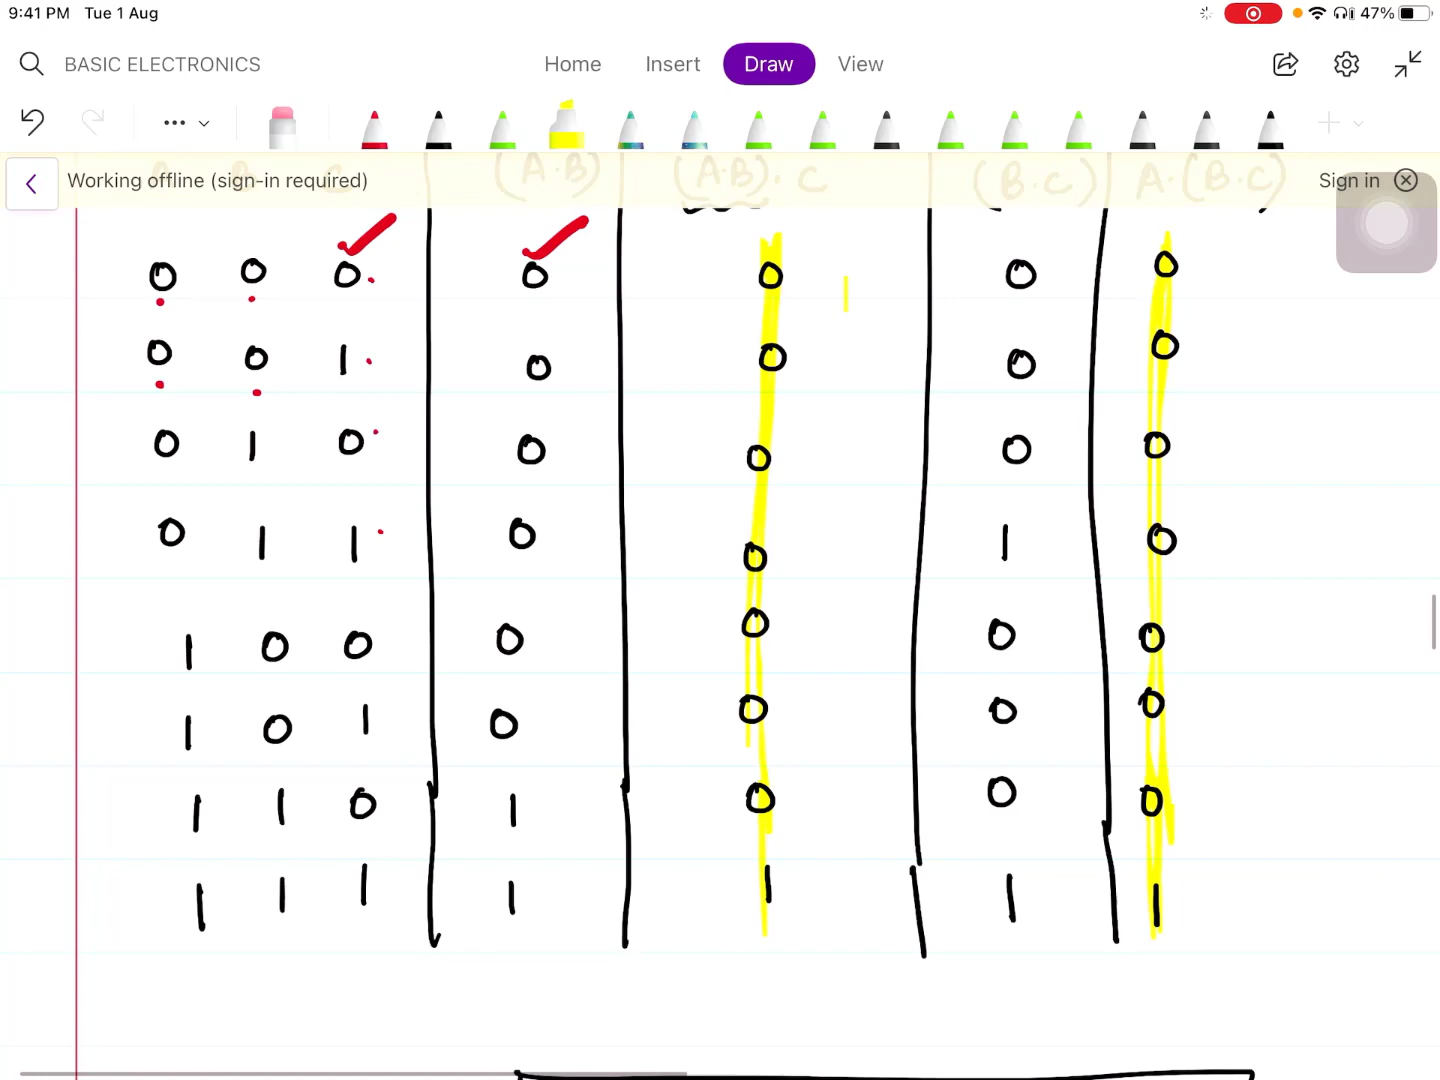 9:41 PM Tue 1 Aug 47%
BASIC ELECTRONICS Home Insert Draw View
Working offline (sign-in required) Sign in
A B C (A·B) (A·B)·C (B·C) A·(B·C)
0 0 0 0 0 0 0
0 0 1 0 0 0 0
0 1 0 0 0 0 0
0 1 1 0 0 1 0
1 0 0 0 0 0 0
1 0 1 0 0 0 0
1 1 0 1 0 0 0
1 1 1 1 1 1 1